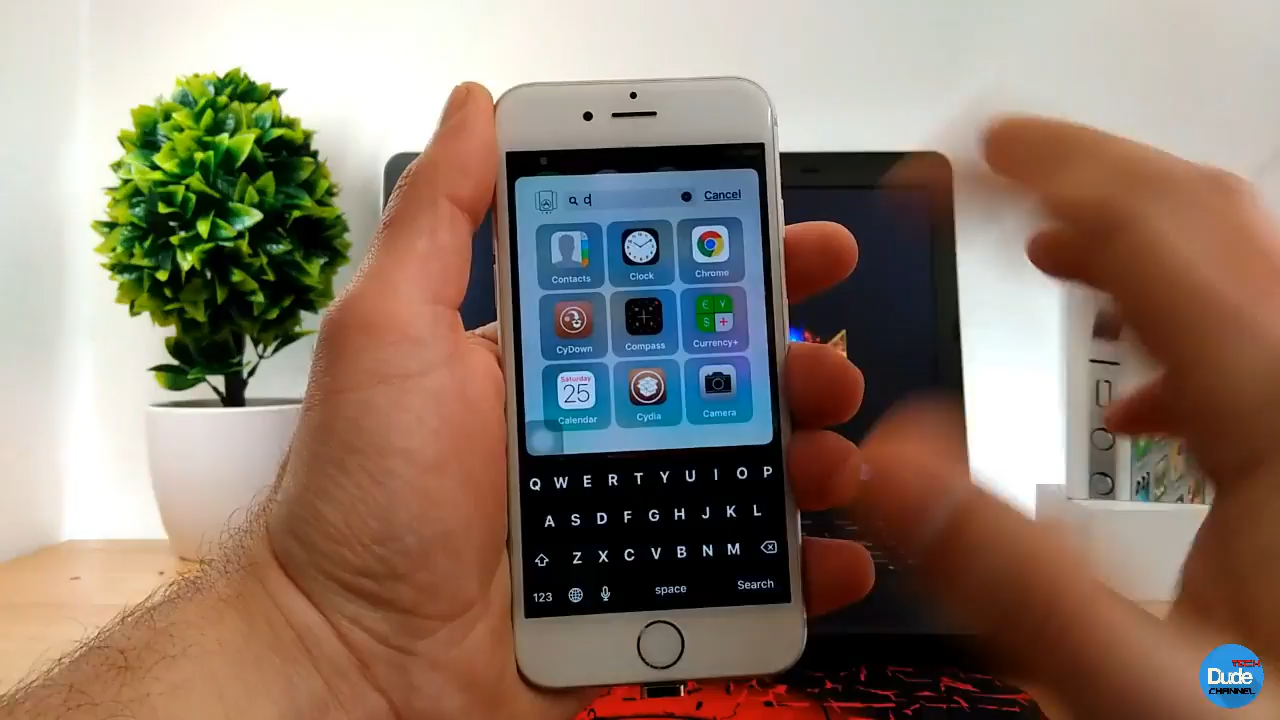 C Cancel
Contacts Clock Chrome
€ Y
$ +
CyDown Compass Currency+
Saturday
25
Calendar Cydia Camera
Q W E R T Y U I O P
A S D F G H J K L
Z X C V B N M
123 space Search
TECH
Dude
CHANNEL